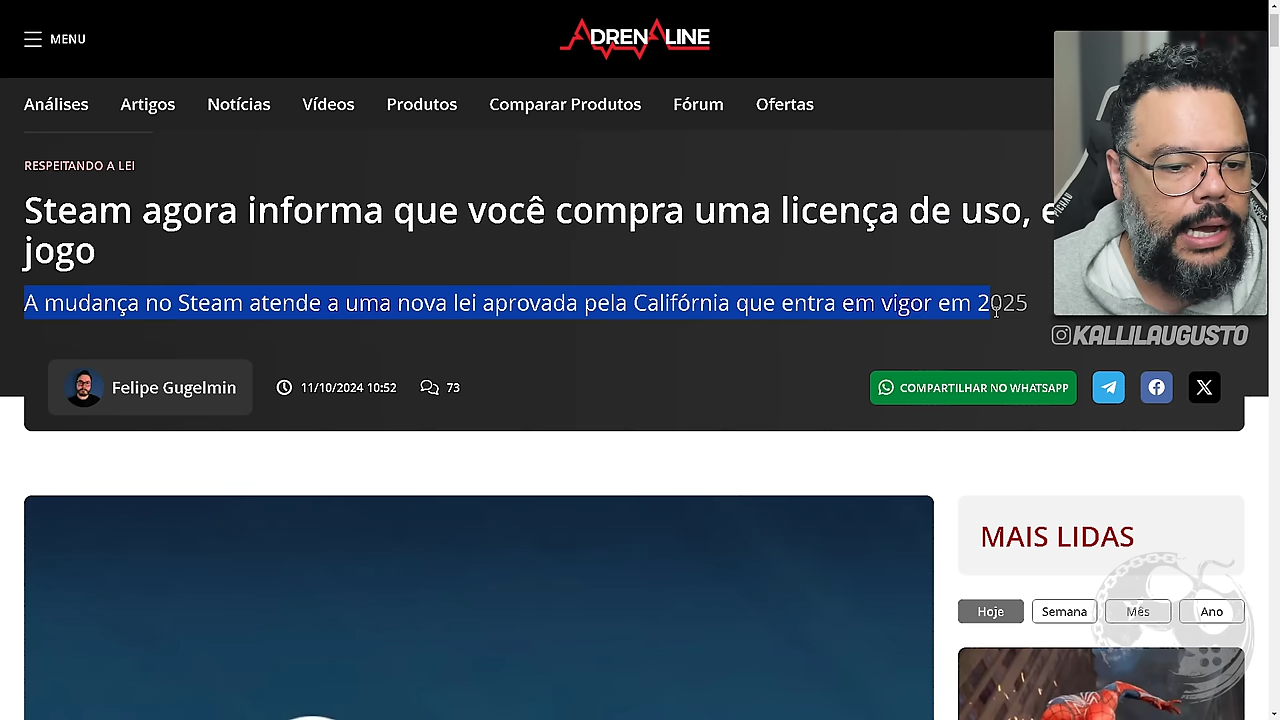 MENU
ADRENALINE
Análises Artigos Notícias Vídeos Produtos Comparar Produtos Fórum Ofertas
RESPEITANDO A LEI
Steam agora informa que você compra uma licença de uso, e
jogo
A mudança no Steam atende a uma nova lei aprovada pela Califórnia que entra em vigor em 2025
PICHAU
KALLILAUGUSTO
Felipe Gugelmin 11/10/2024 10:52 73 COMPARTILHAR NO WHATSAPP
MAIS LIDAS
Hoje Semana Mês Ano